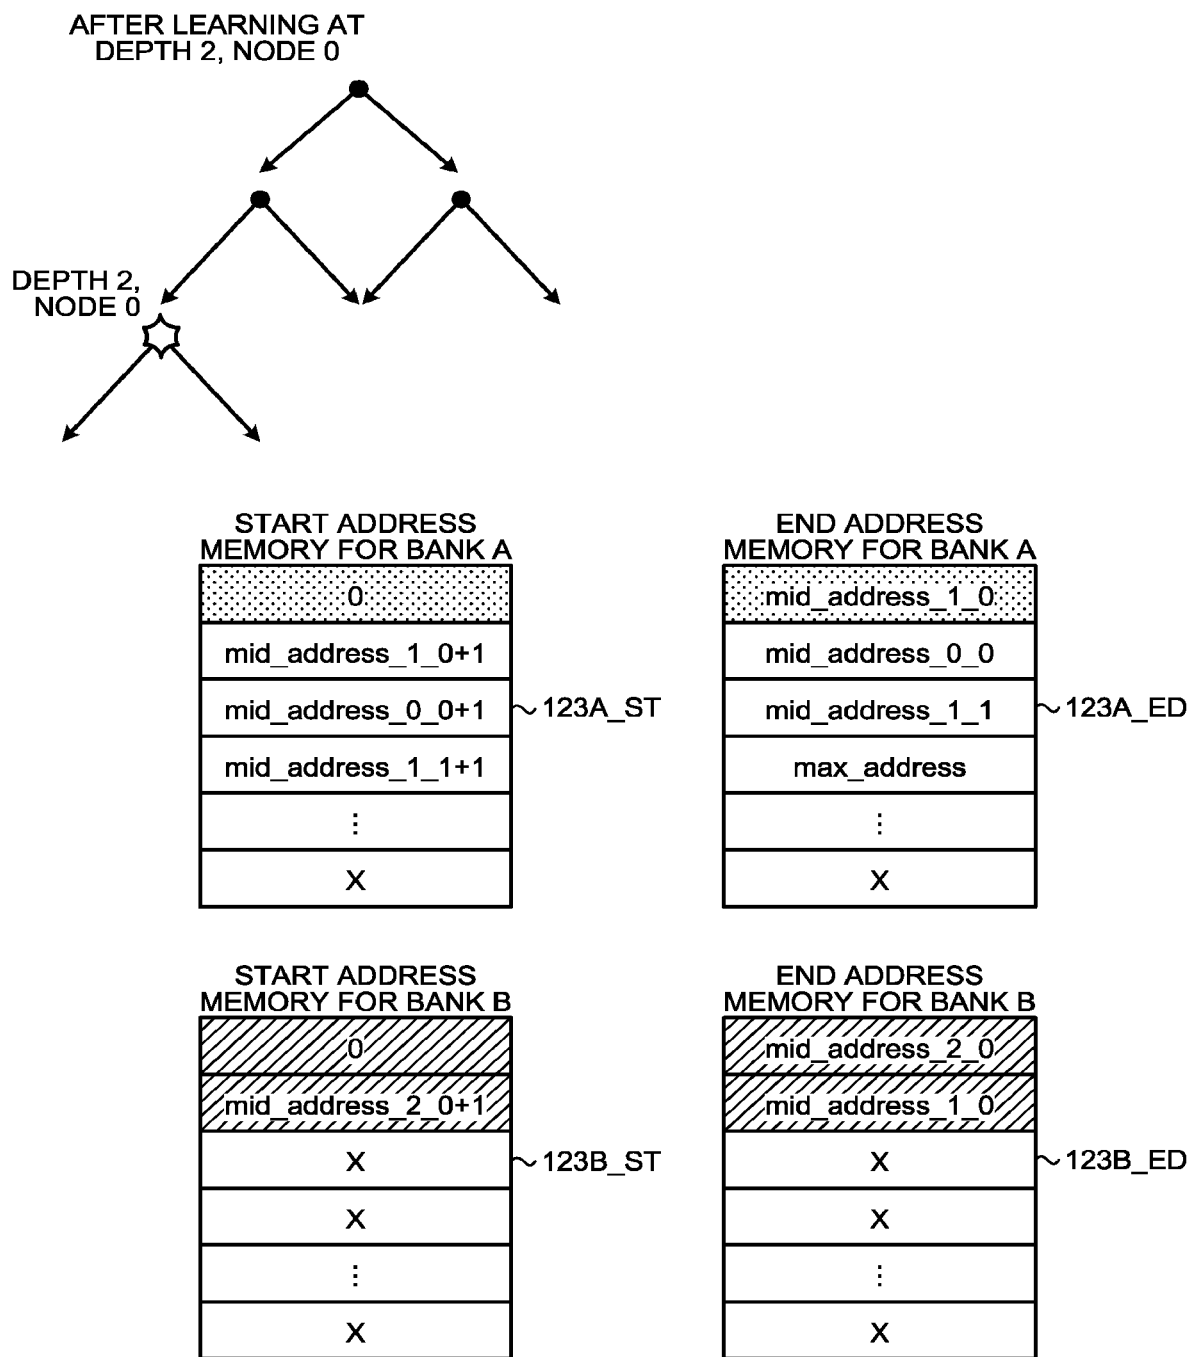 AFTER LEARNING AT
DEPTH 2, NODE 0
DEPTH 2,
NODE 0
START ADDRESS
MEMORY FOR BANK A
0
mid_address_1_0+1
mid_address_0_0+1
mid_address_1_1+1
⋮
X
123A_ST
END ADDRESS
MEMORY FOR BANK A
mid_address_1_0
mid_address_0_0
mid_address_1_1
max_address
⋮
X
123A_ED
START ADDRESS
MEMORY FOR BANK B
0
mid_address_2_0+1
X
X
⋮
X
123B_ST
END ADDRESS
MEMORY FOR BANK B
mid_address_2_0
mid_address_1_0
X
X
⋮
X
123B_ED